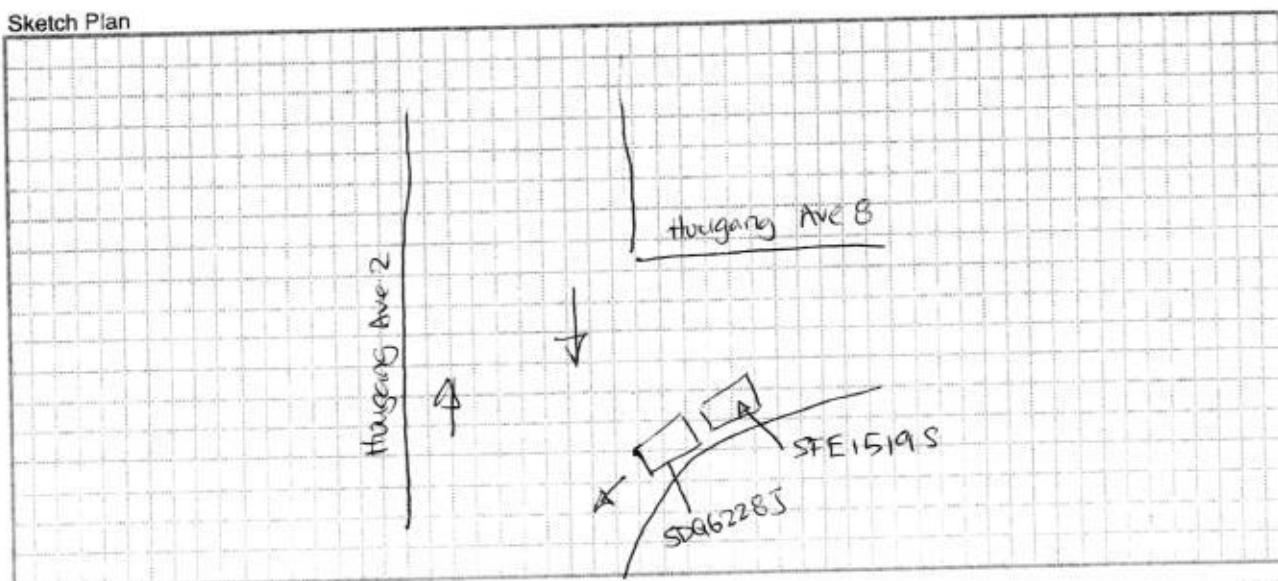 Sketch Plan
Hougang Ave 8
Hougang Ave 2
SFE1519S
SDQ6228J